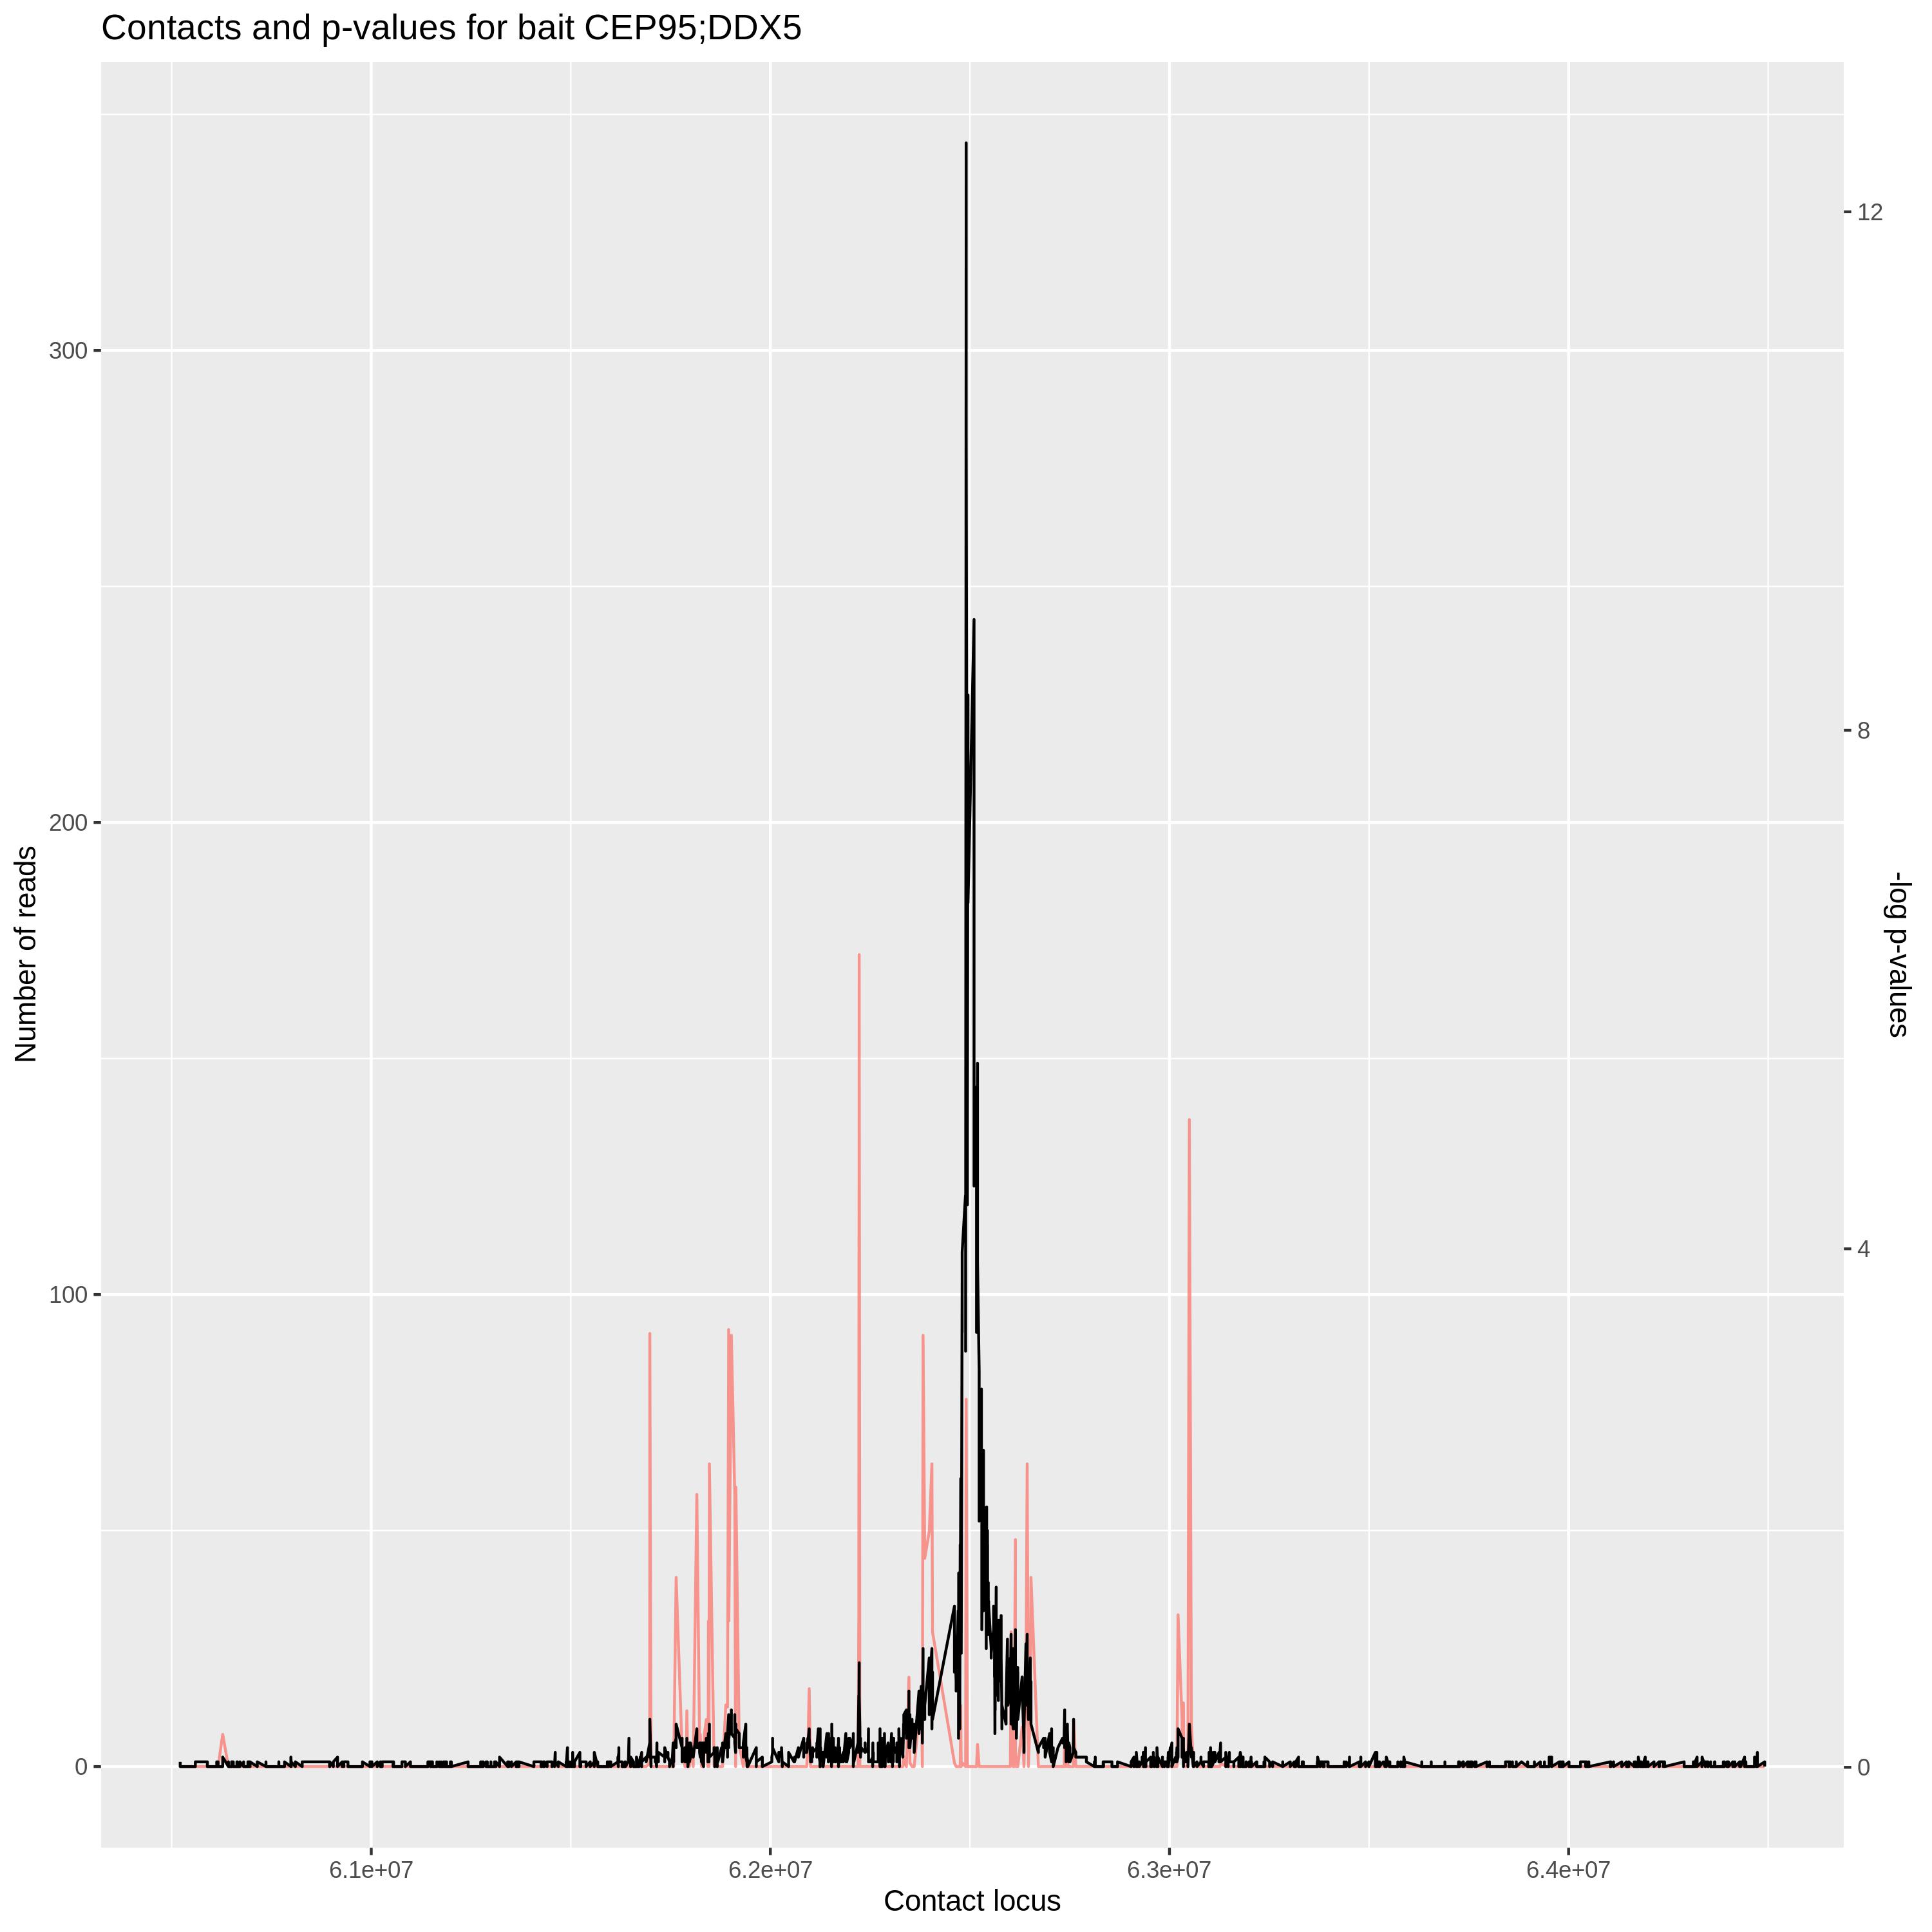 Contacts and p-values for bait CEP95;DDX5
300
200
100
0
12
8
4
0
Number of reads
-log p-values
6.1e+07 6.2e+07 6.3e+07 6.4e+07
Contact locus